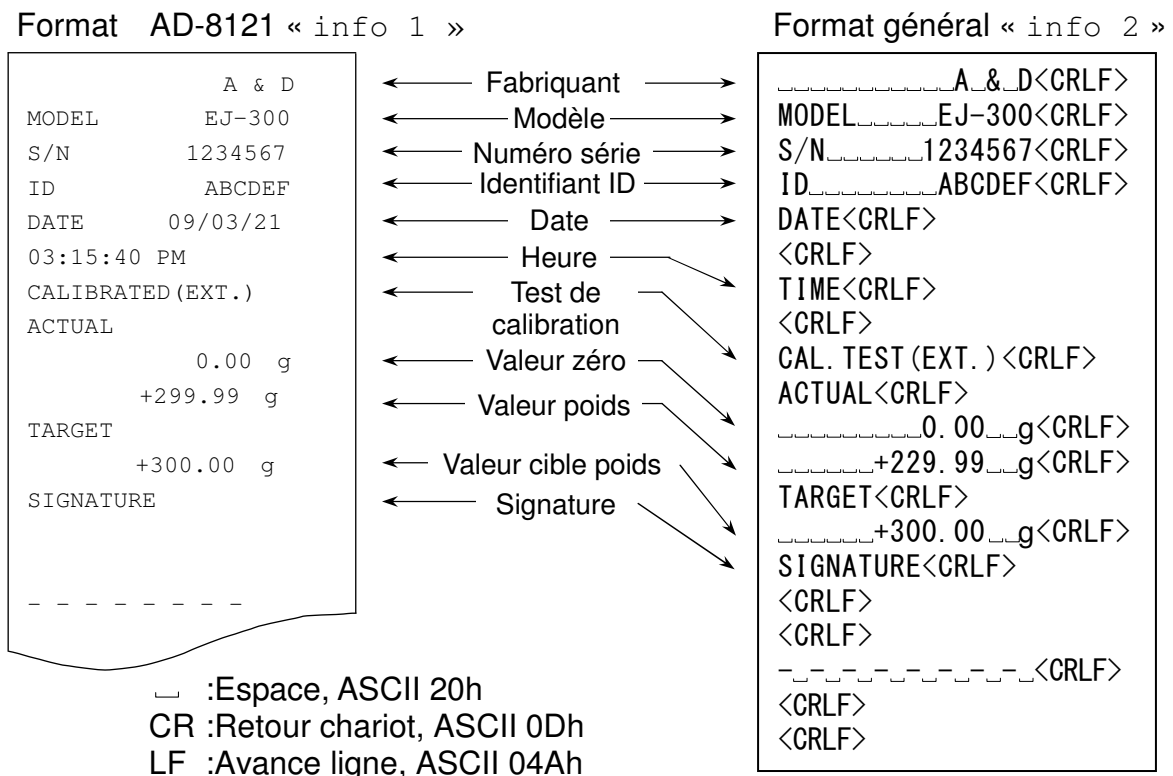 Format AD-8121 « info 1 »
A & D
MODEL EJ-300
S/N 1234567
ID ABCDEF
DATE 09/03/21
03:15:40 PM
CALIBRATED(EXT.)
ACTUAL
0.00 g
+299.99 g
TARGET
+300.00 g
SIGNATURE
- - - - - - - -
Fabriquant
Modèle
Numéro série
Identifiant ID
Date
Heure
Test de
calibration
Valeur zéro
Valeur poids
Valeur cible poids
Signature
Format général « info 2 »
␣␣␣␣␣␣␣␣␣␣␣A␣&␣D<CRLF>
MODEL␣␣␣␣␣EJ-300<CRLF>
S/N␣␣␣␣␣␣1234567<CRLF>
ID␣␣␣␣␣␣␣␣ABCDEF<CRLF>
DATE<CRLF>
<CRLF>
TIME<CRLF>
<CRLF>
CAL.TEST(EXT.)<CRLF>
ACTUAL<CRLF>
␣␣␣␣␣␣␣␣␣0.00␣␣g<CRLF>
␣␣␣␣␣␣+229.99␣␣g<CRLF>
TARGET<CRLF>
␣␣␣␣␣␣+300.00␣␣g<CRLF>
SIGNATURE<CRLF>
<CRLF>
<CRLF>
-␣-␣-␣-␣-␣-␣-␣-␣<CRLF>
<CRLF>
<CRLF>
␣ :Espace, ASCII 20h
CR :Retour chariot, ASCII 0Dh
LF :Avance ligne, ASCII 04Ah